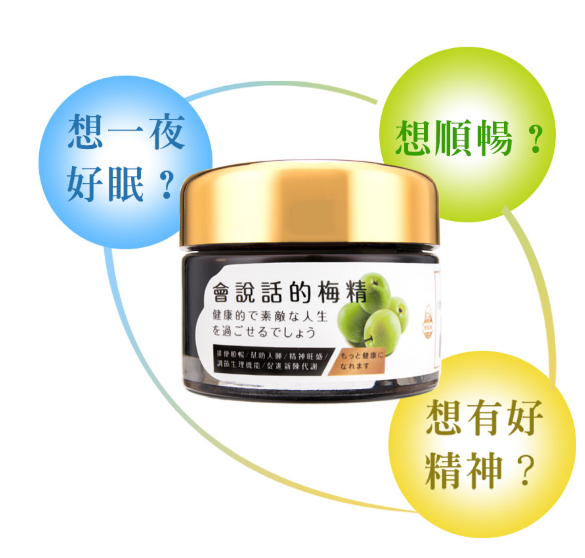 想一夜
好眠？
想順暢？
會說話的梅精
健康的で素敵な人生
を過ごせるでしょう
排便順暢/幫助入睡/精神旺盛/
調節生理機能/促進新陳代謝
もっと健康に
なれます
想有好
精神？